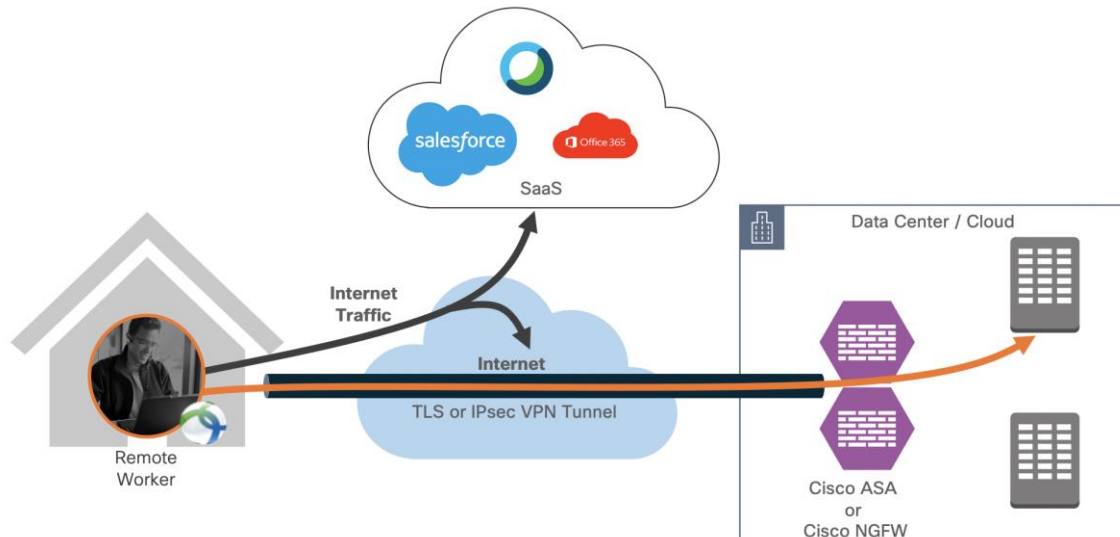 salesforce
Office 365
SaaS
Data Center / Cloud
Internet
Traffic
Internet
TLS or IPsec VPN Tunnel
Remote
Worker
Cisco ASA
or
Cisco NGFW